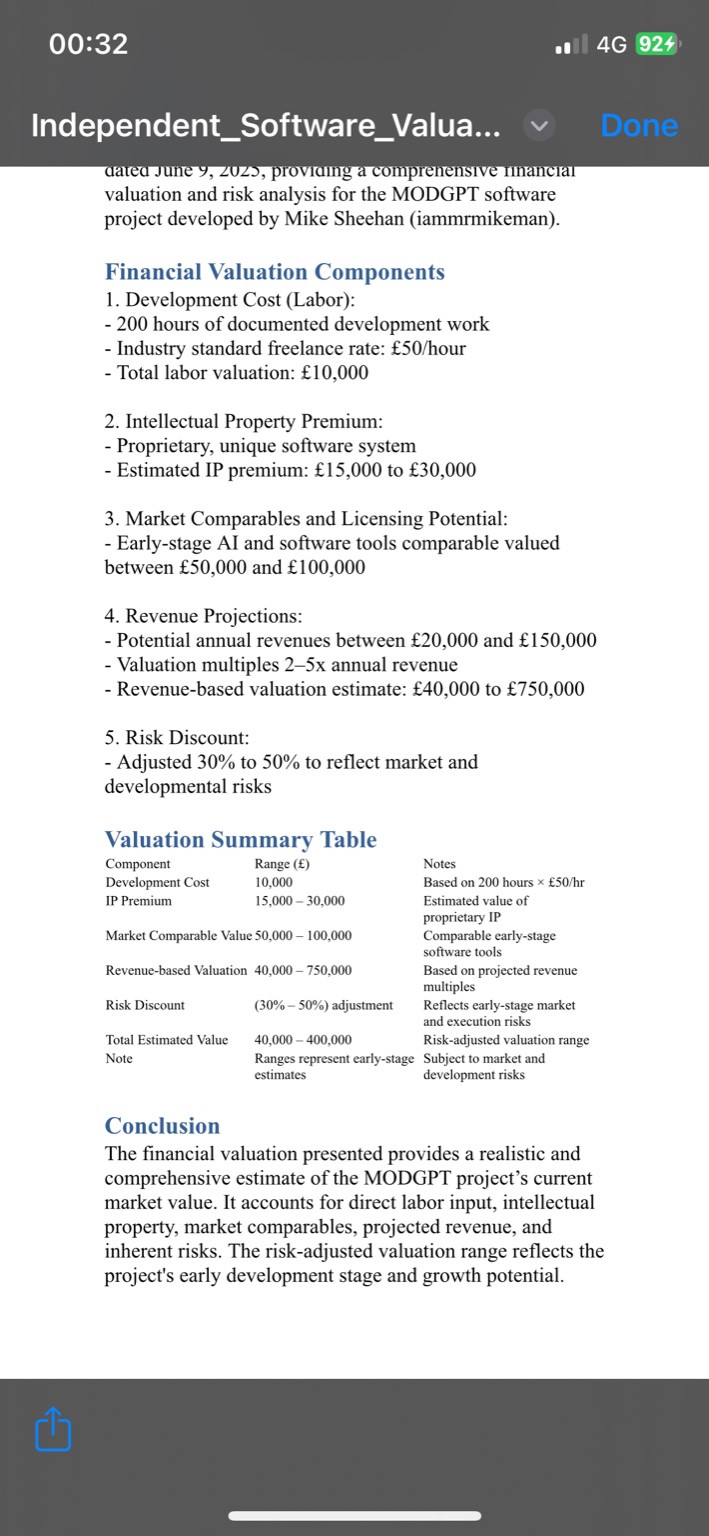 00:32
4G 92
Independent_Software_Valua...
Done
dated June 9, 2025, providing a comprehensive financial
valuation and risk analysis for the MODGPT software
project developed by Mike Sheehan (iammrmikeman).
Financial Valuation Components
1. Development Cost (Labor):
- 200 hours of documented development work
- Industry standard freelance rate: £50/hour
- Total labor valuation: £10,000
2. Intellectual Property Premium:
- Proprietary, unique software system
- Estimated IP premium: £15,000 to £30,000
3. Market Comparables and Licensing Potential:
- Early-stage AI and software tools comparable valued
between £50,000 and £100,000
4. Revenue Projections:
- Potential annual revenues between £20,000 and £150,000
- Valuation multiples 2–5x annual revenue
- Revenue-based valuation estimate: £40,000 to £750,000
5. Risk Discount:
- Adjusted 30% to 50% to reflect market and
developmental risks
Valuation Summary Table
Component Range (£) Notes
Development Cost 10,000 Based on 200 hours × £50/hr
IP Premium 15,000 – 30,000 Estimated value of
proprietary IP
Market Comparable Value 50,000 – 100,000 Comparable early-stage
software tools
Revenue-based Valuation 40,000 – 750,000 Based on projected revenue
multiples
Risk Discount (30% – 50%) adjustment Reflects early-stage market
and execution risks
Total Estimated Value 40,000 – 400,000 Risk-adjusted valuation range
Note Ranges represent early-stage Subject to market and
estimates development risks
Conclusion
The financial valuation presented provides a realistic and
comprehensive estimate of the MODGPT project’s current
market value. It accounts for direct labor input, intellectual
property, market comparables, projected revenue, and
inherent risks. The risk-adjusted valuation range reflects the
project's early development stage and growth potential.